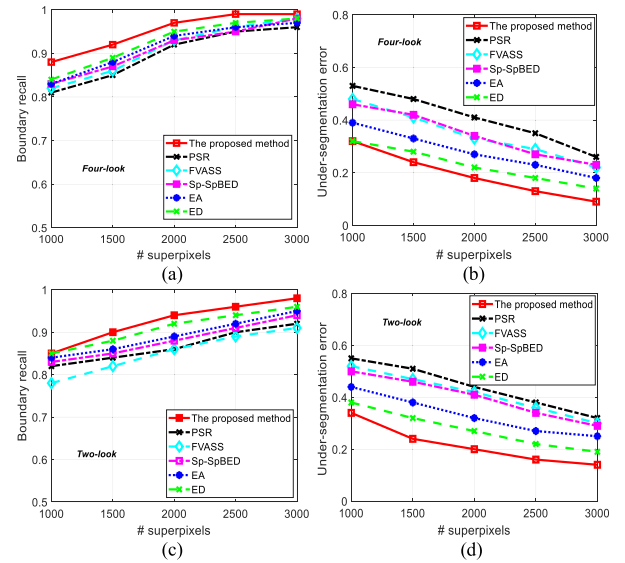 Boundary recall
1
0.9
0.8
0.7
0.6
0.5
Four-look
The proposed method
PSR
FVASS
Sp-SpBED
EA
ED
1000 1500 2000 2500 3000
# superpixels
(a)
Under-segmentation error
0.8
0.6
0.4
0.2
0
Four-look
The proposed method
PSR
FVASS
Sp-SpBED
EA
ED
1000 1500 2000 2500 3000
# superpixels
(b)
Boundary recall
1
0.9
0.8
0.7
0.6
0.5
Two-look
The proposed method
PSR
FVASS
Sp-SpBED
EA
ED
1000 1500 2000 2500 3000
# superpixels
(c)
Under-segmentation error
0.8
0.6
0.4
0.2
0
Two-look
The proposed method
PSR
FVASS
Sp-SpBED
EA
ED
1000 1500 2000 2500 3000
# superpixels
(d)